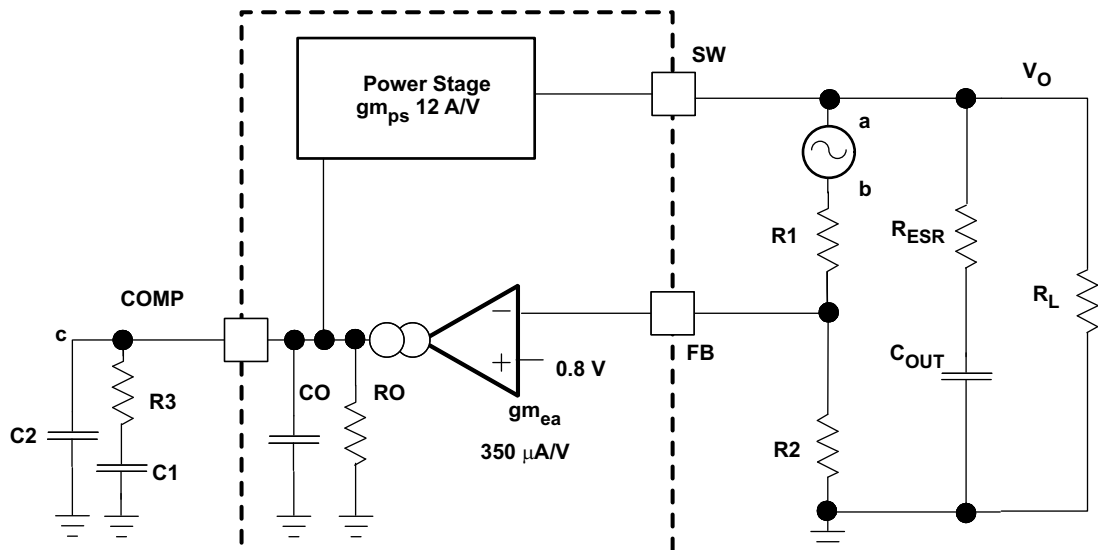 SW
Power Stage
gm_ps 12 A/V
V_O
a
b
R1
R_ESR
R_L
COMP
c
R3
C2
C1
CO
RO
−
+
0.8 V
FB
gm_ea
350 μA/V
C_OUT
R2